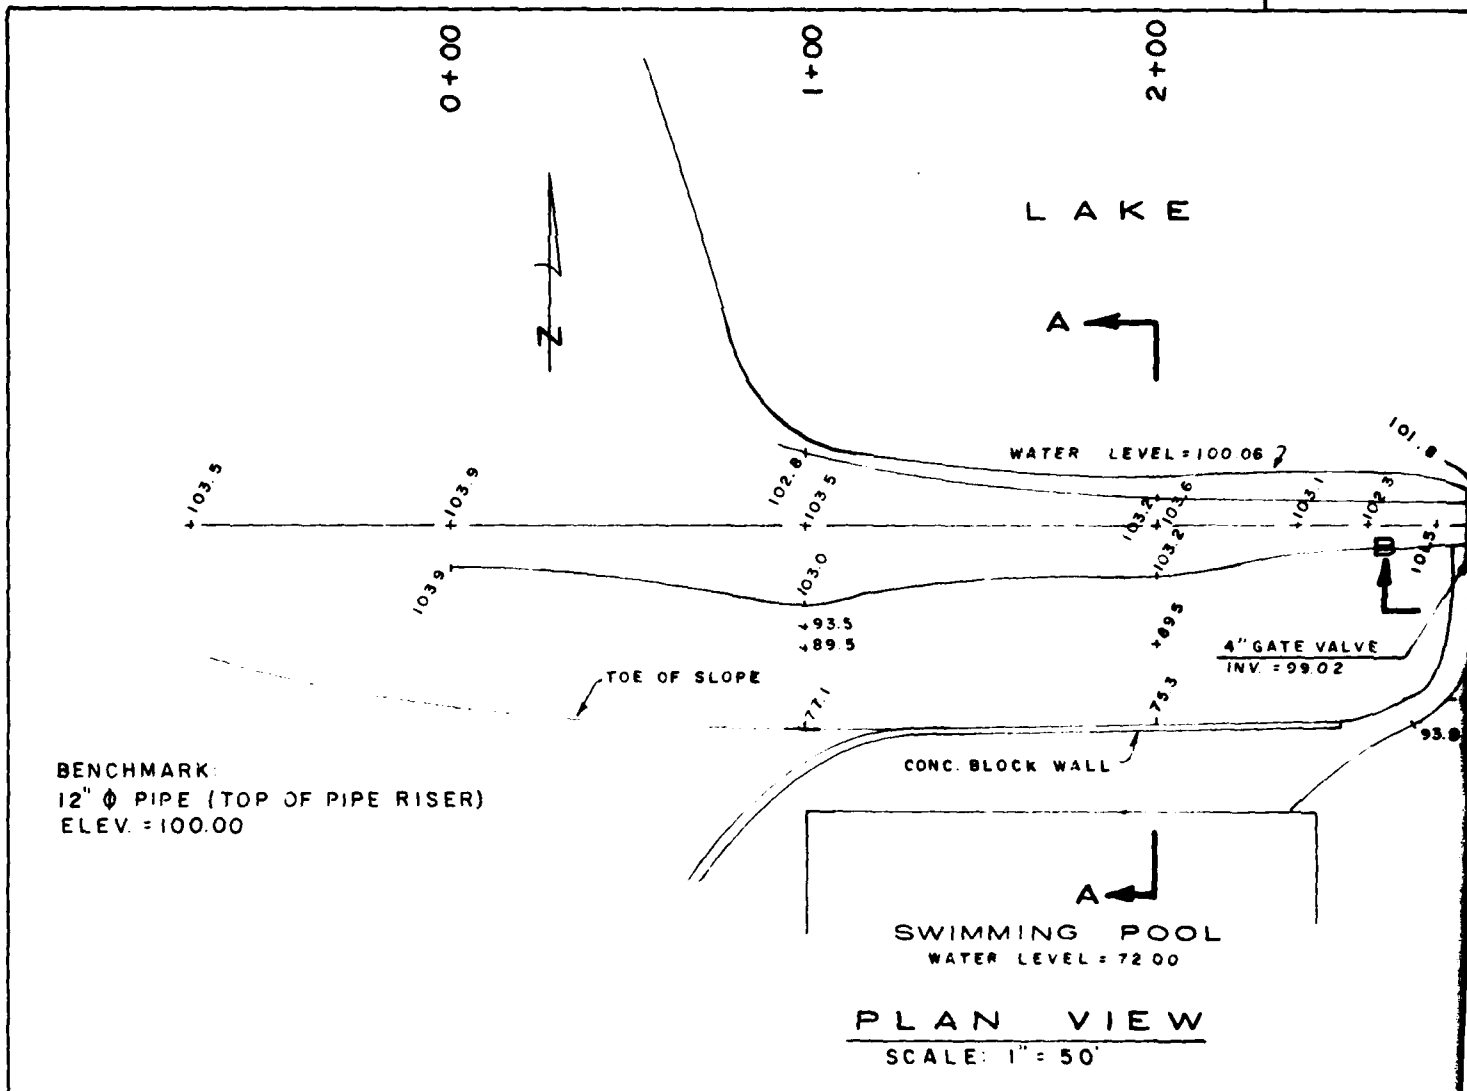 0+00
1+00
2+00
LAKE
N
A
WATER LEVEL = 100.06
101.8
+103.5
+103.9
102.8
+103.5
103.2
+103.6
+103.1
+102.3
101.5
B
103.9
103.0
+103.2
+93.5
+89.5
+89.5
4" GATE VALVE
INV. = 99.02
TOE OF SLOPE
77.1
75.3
93.8
CONC. BLOCK WALL
BENCHMARK:
12" ϕ PIPE (TOP OF PIPE RISER)
ELEV. = 100.00
A
SWIMMING POOL
WATER LEVEL = 72.00
PLAN VIEW
SCALE: 1" = 50'